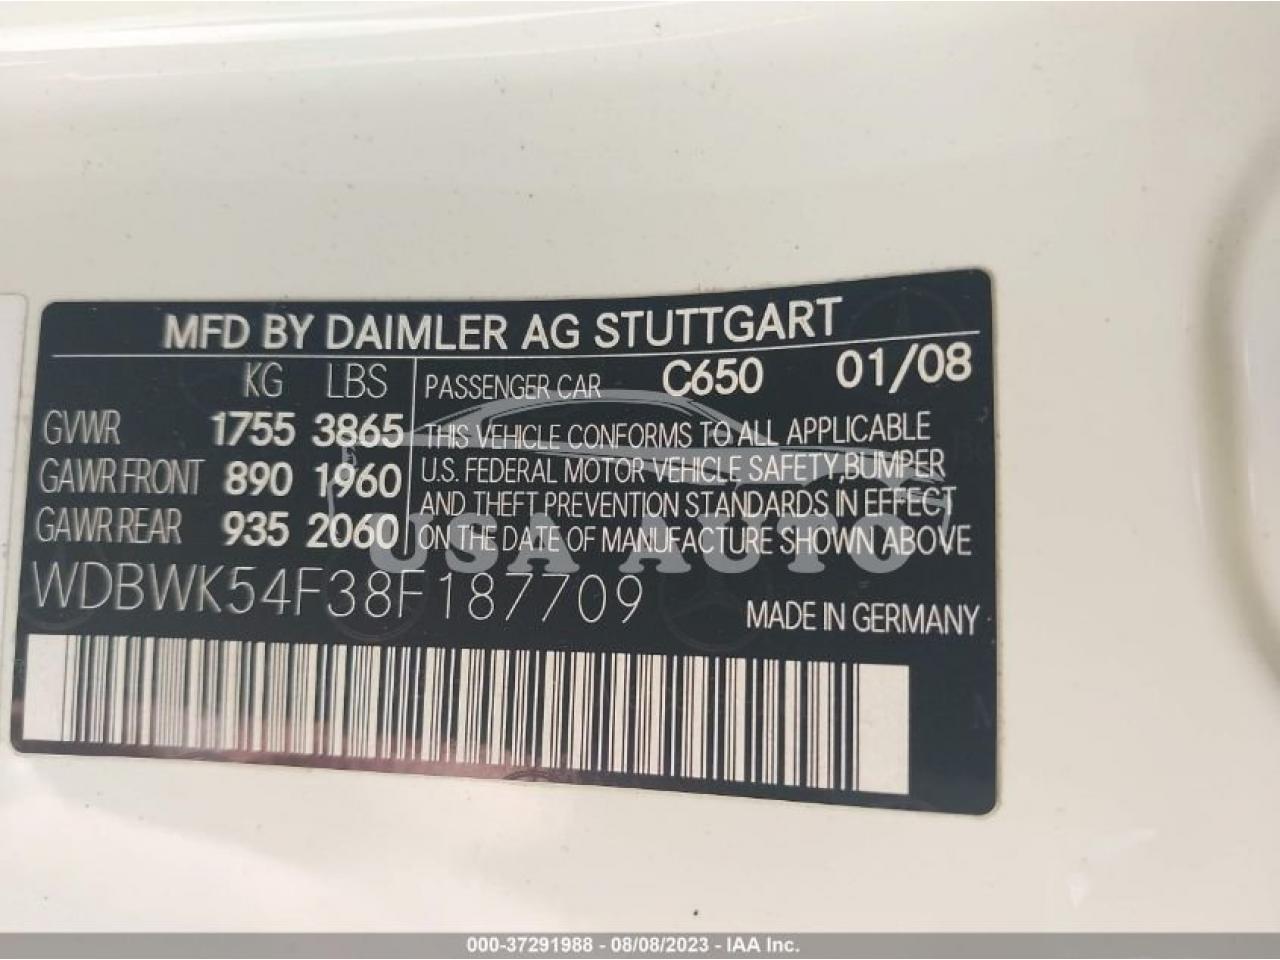 MFD BY DAIMLER AG STUTTGART
KG LBS
GVWR 1755 3865
GAWR FRONT 890 1960
GAWR REAR 935 2060
PASSENGER CAR C650 01/08
THIS VEHICLE CONFORMS TO ALL APPLICABLE
U.S. FEDERAL MOTOR VEHICLE SAFETY, BUMPER
AND THEFT PREVENTION STANDARDS IN EFFECT
ON THE DATE OF MANUFACTURE SHOWN ABOVE
WDBWK54F38F187709
MADE IN GERMANY
USA AUTO
000-37291988 - 08/08/2023 - IAA Inc.